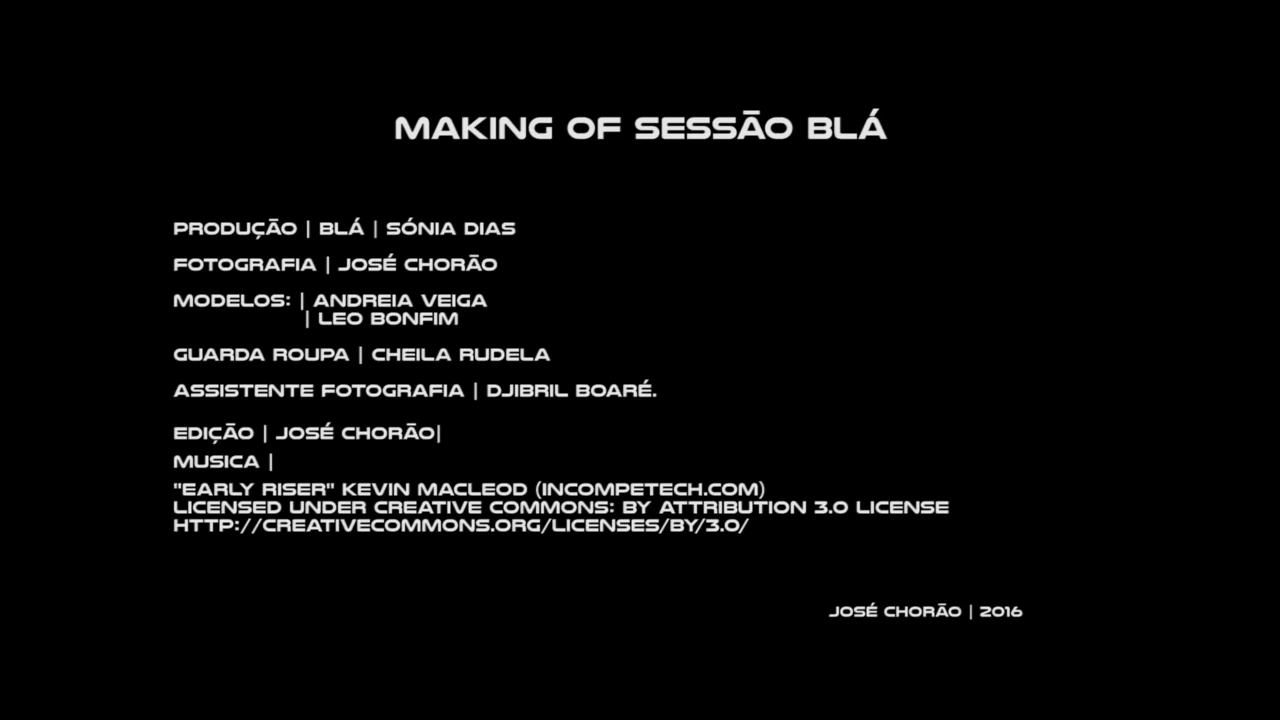 MAKING OF SESSÃO BLÁ
PRODUÇÃO | BLÁ | SÓNIA DIAS
FOTOGRAFIA | JOSÉ CHORÃO
MODELOS: | ANDREIA VEIGA
| LEO BONFIM
GUARDA ROUPA | CHEILA RUDELA
ASSISTENTE FOTOGRAFIA | DJIBRIL BOARÉ.
EDIÇÃO | JOSÉ CHORÃO|
MUSICA |
"EARLY RISER" KEVIN MACLEOD (INCOMPETECH.COM)
LICENSED UNDER CREATIVE COMMONS: BY ATTRIBUTION 3.0 LICENSE
HTTP://CREATIVECOMMONS.ORG/LICENSES/BY/3.0/
JOSÉ CHORÃO | 2016